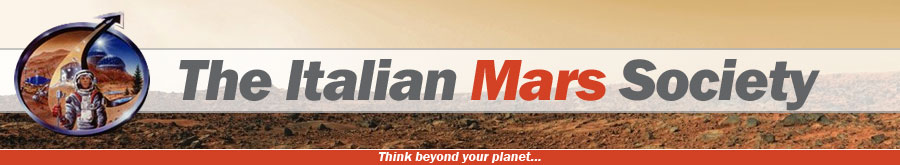 The Italian Mars Society
Think beyond your planet...